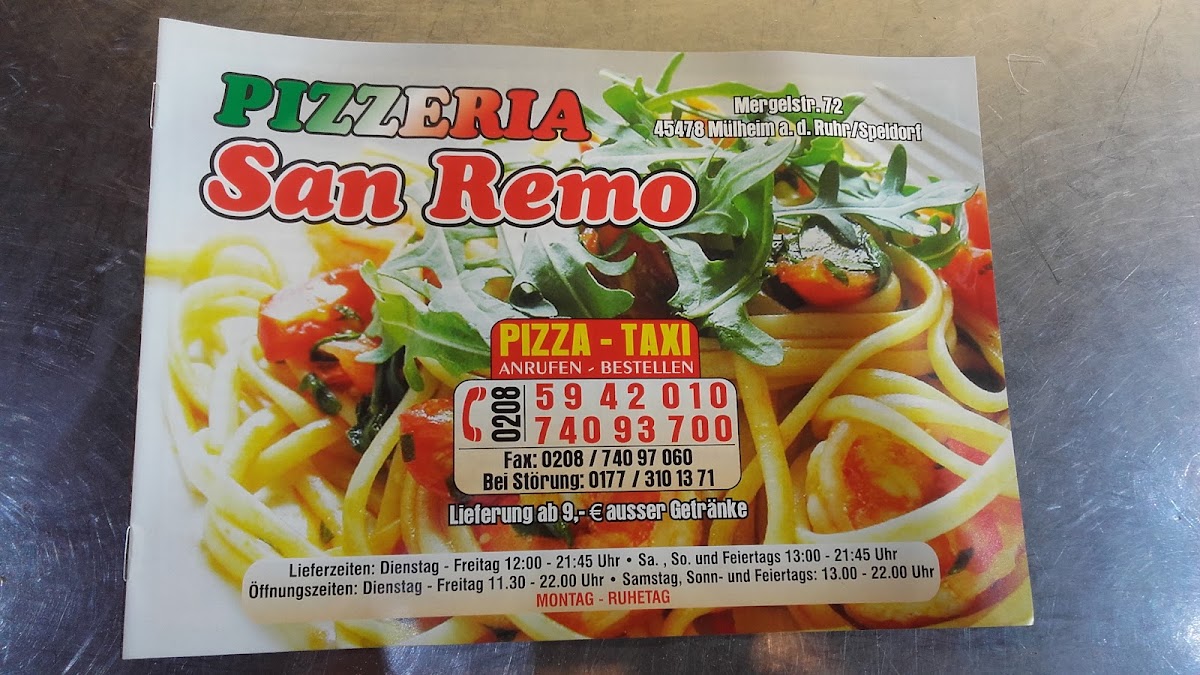 PIZZERIA
San Remo
Mergelstr. 72
45478 Mülheim a. d. Ruhr/Speldorf
PIZZA - TAXI
ANRUFEN - BESTELLEN
0208
59 42 010
740 93 700
Fax: 0208 / 740 97 060
Bei Störung: 0177 / 310 13 71
Lieferung ab 9,- € ausser Getränke
Lieferzeiten: Dienstag - Freitag 12:00 - 21:45 Uhr • Sa. , So. und Feiertags 13:00 - 21:45 Uhr
Öffnungszeiten: Dienstag - Freitag 11.30 - 22.00 Uhr • Samstag, Sonn- und Feiertags: 13.00 - 22.00 Uhr
MONTAG - RUHETAG